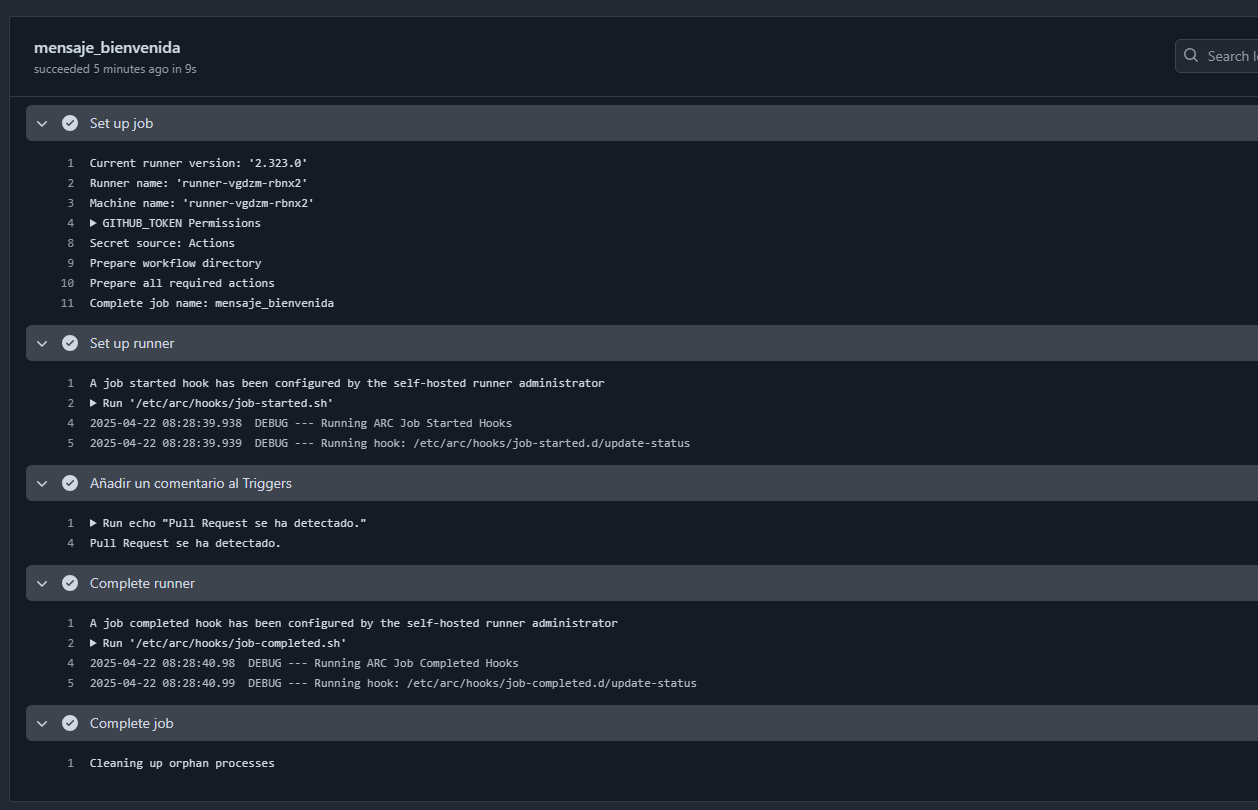 mensaje_bienvenida
succeeded 5 minutes ago in 9s
Search
Set up job
1 Current runner version: '2.323.0'
2 Runner name: 'runner-vgdzm-rbnx2'
3 Machine name: 'runner-vgdzm-rbnx2'
4 GITHUB_TOKEN Permissions
8 Secret source: Actions
9 Prepare workflow directory
10 Prepare all required actions
11 Complete job name: mensaje_bienvenida
Set up runner
1 A job started hook has been configured by the self-hosted runner administrator
2 Run '/etc/arc/hooks/job-started.sh'
4 2025-04-22 08:28:39.938 DEBUG --- Running ARC Job Started Hooks
5 2025-04-22 08:28:39.939 DEBUG --- Running hook: /etc/arc/hooks/job-started.d/update-status
Añadir un comentario al Triggers
1 Run echo "Pull Request se ha detectado."
4 Pull Request se ha detectado.
Complete runner
1 A job completed hook has been configured by the self-hosted runner administrator
2 Run '/etc/arc/hooks/job-completed.sh'
4 2025-04-22 08:28:40.98 DEBUG --- Running ARC Job Completed Hooks
5 2025-04-22 08:28:40.99 DEBUG --- Running hook: /etc/arc/hooks/job-completed.d/update-status
Complete job
1 Cleaning up orphan processes